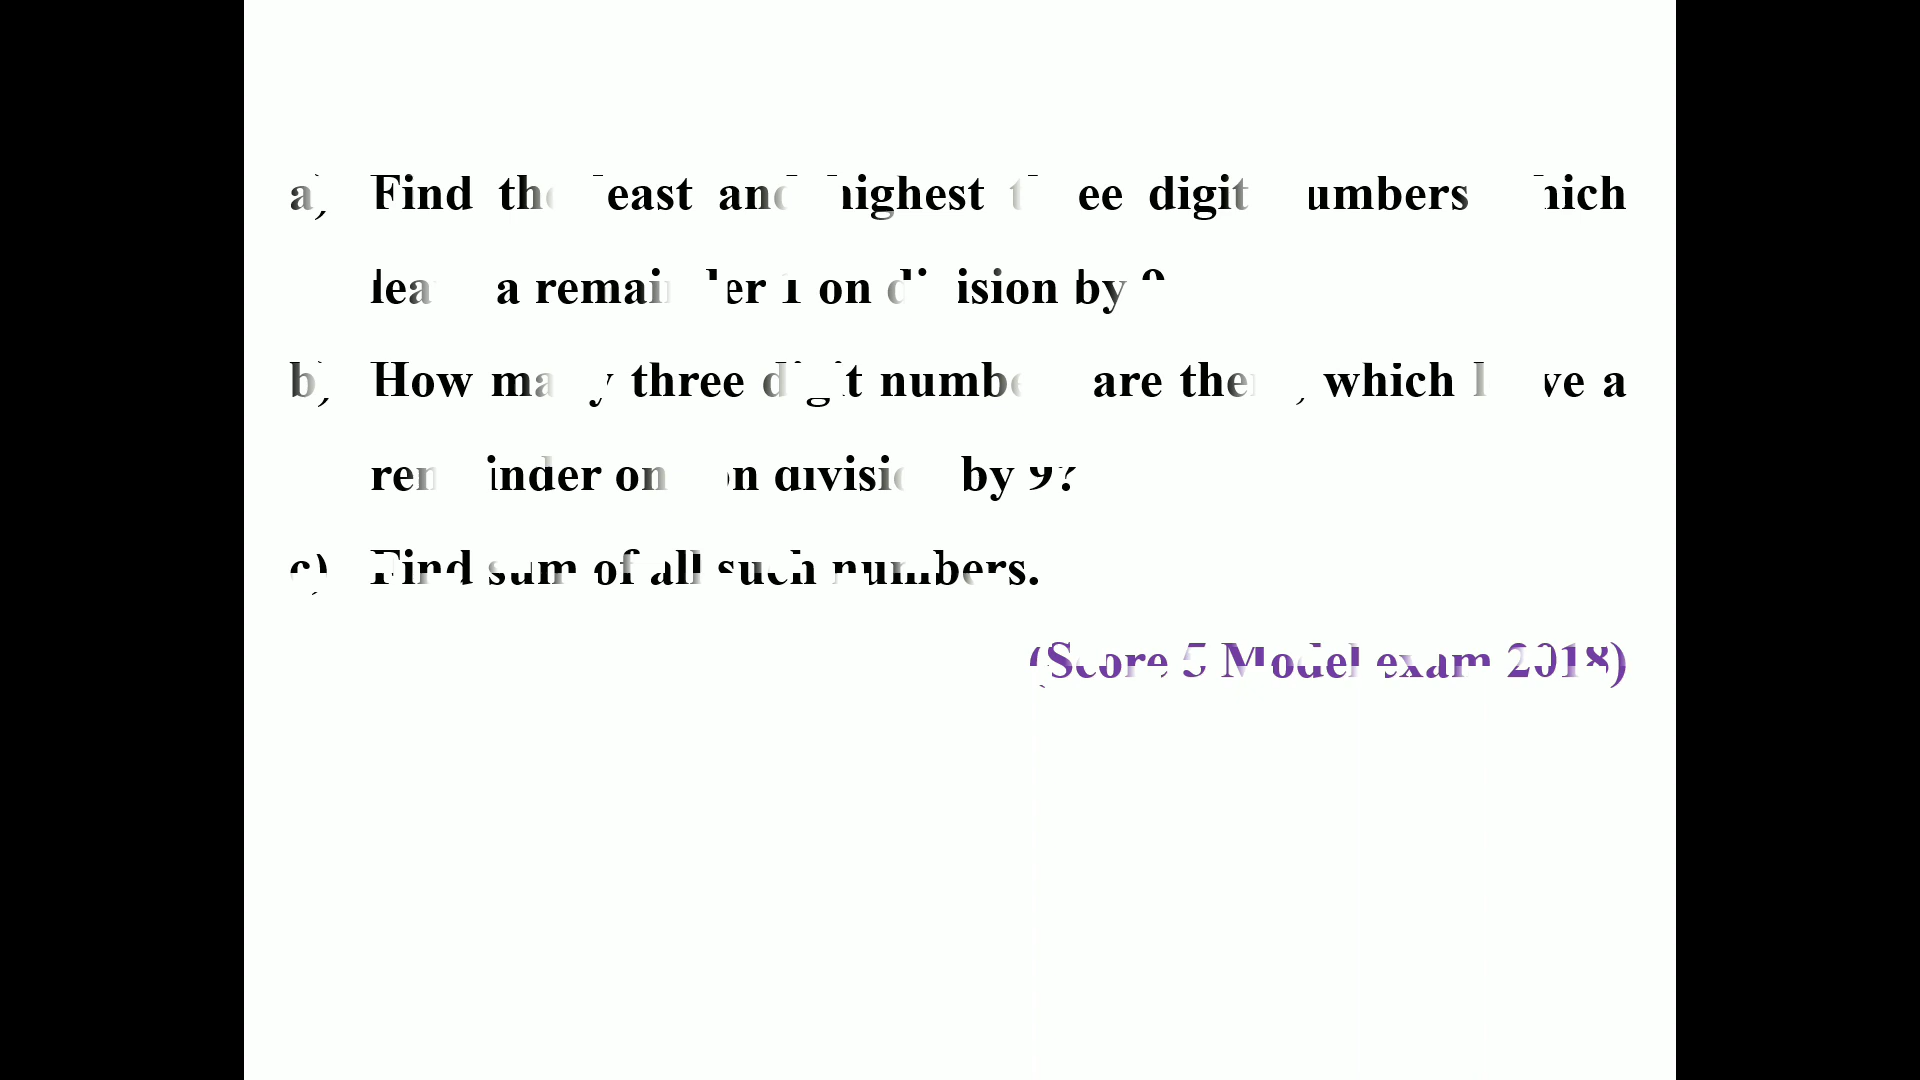 a) Find the least and highest three digit numbers which
leave a remainder 1 on division by 9
b) How many three digit numbers are there, which leave a
remainder one on division by 9?
c) Find sum of all such numbers.
(Score 5 Model exam 2018)